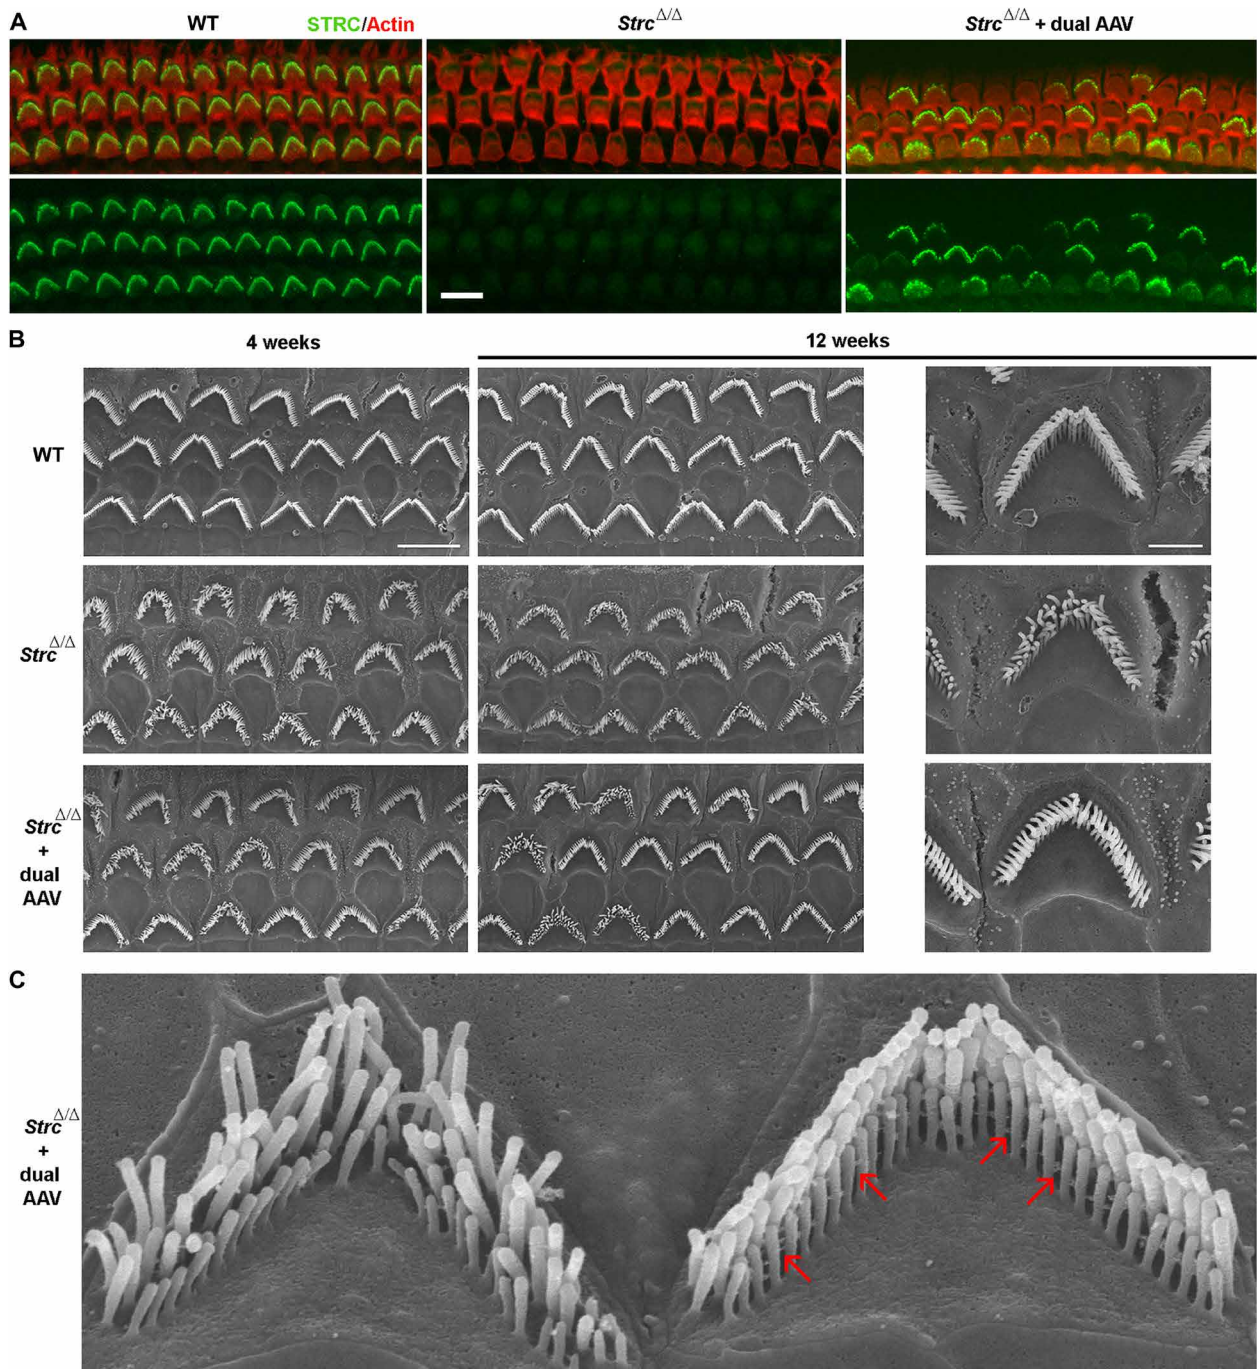 A
WT
STRC/Actin
Strc Δ/Δ
Strc Δ/Δ + dual AAV
B
4 weeks
12 weeks
WT
Strc Δ/Δ
Strc Δ/Δ
+
dual
AAV
C
Strc Δ/Δ
+
dual
AAV